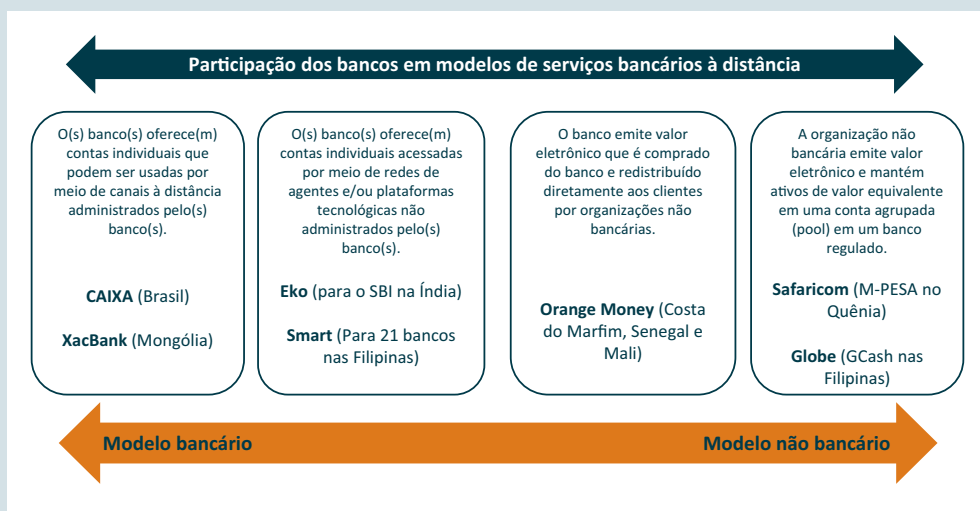 Participação dos bancos em modelos de serviços bancários à distância
O(s) banco(s) oferece(m)
contas individuais que
podem ser usadas por
meio de canais à distância
administrados pelo(s)
banco(s).
CAIXA (Brasil)
XacBank (Mongólia)
O(s) banco(s) oferece(m)
contas individuais acessadas
por meio de redes de
agentes e/ou plataformas
tecnológicas não
administrados pelo(s)
banco(s).
Eko (para o SBI na Índia)
Smart (Para 21 bancos
nas Filipinas)
O banco emite valor
eletrônico que é comprado
do banco e redistribuído
diretamente aos clientes
por organizações não
bancárias.
Orange Money (Costa
do Marfim, Senegal e
Mali)
A organização não
bancária emite valor
eletrônico e mantém
ativos de valor equivalente
em uma conta agrupada
(pool) em um banco
regulado.
Safaricom (M-PESA no
Quênia)
Globe (GCash nas
Filipinas)
Modelo bancário
Modelo não bancário